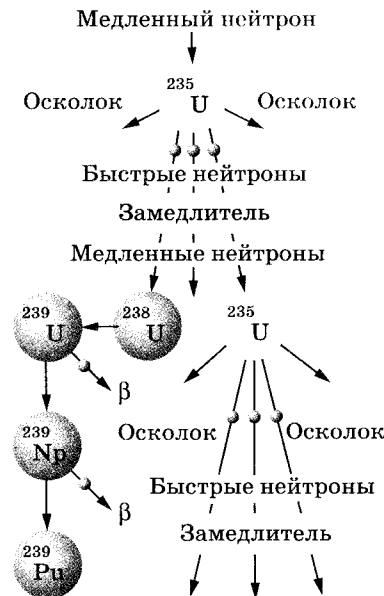 Медленный нейтрон
235
U
Осколок
Осколок
Быстрые нейтроны
Замедлитель
Медленные нейтроны
239
U
238
U
235
U
β
Осколок
Осколок
239
Np
β
Быстрые нейтроны
Замедлитель
239
Pu